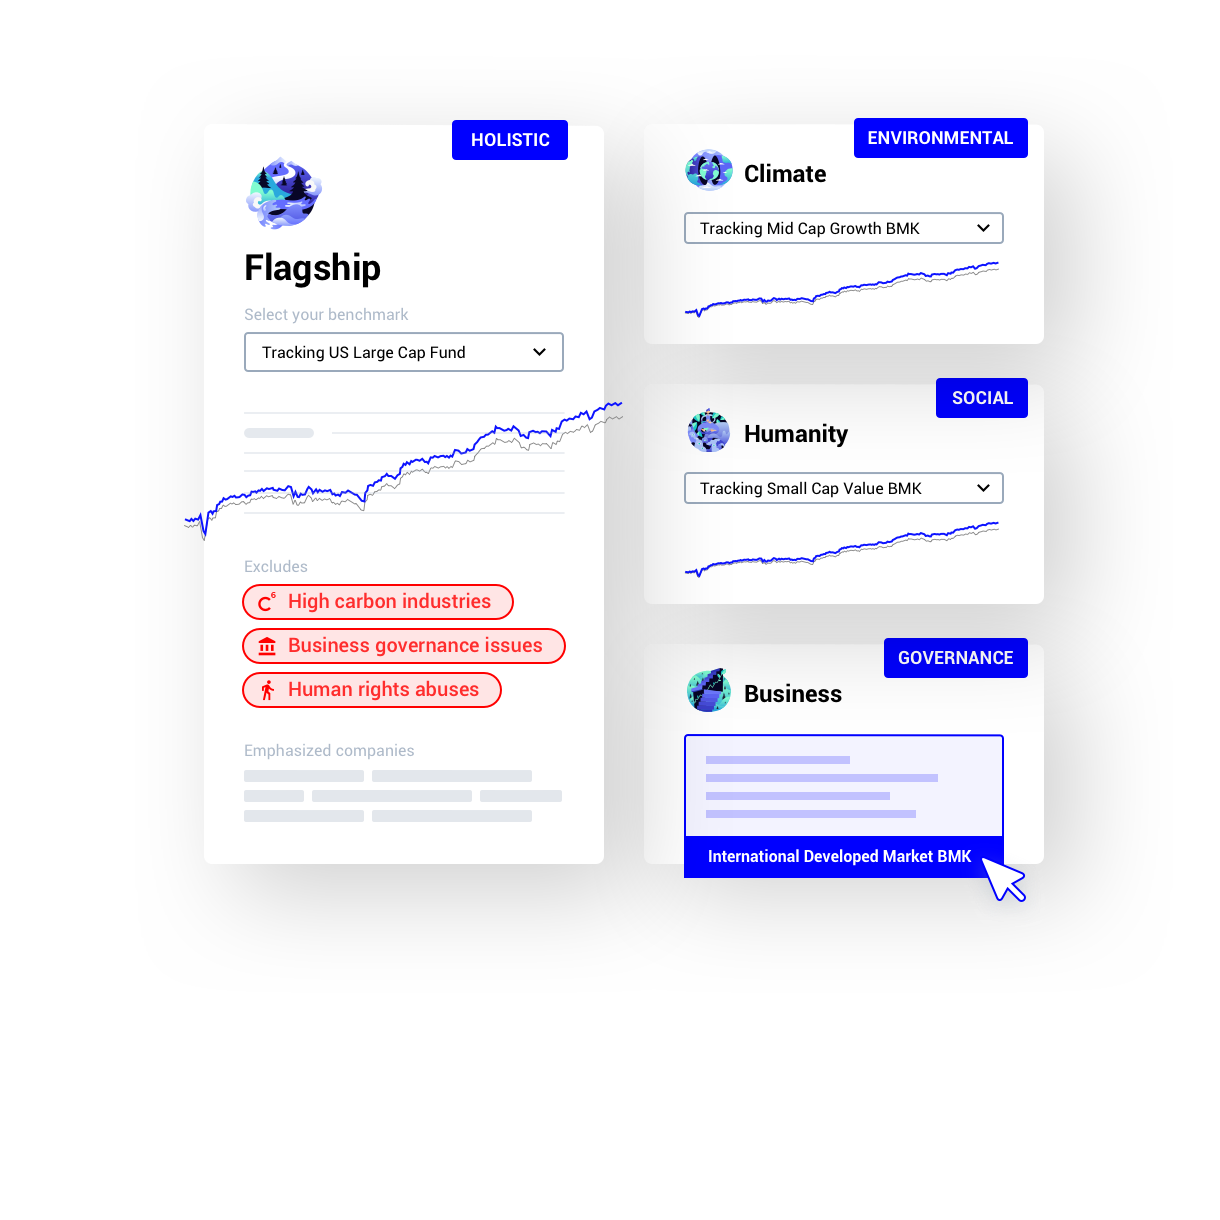 HOLISTIC
Flagship
Select your benchmark
Tracking US Large Cap Fund
Excludes
C6 High carbon industries
Business governance issues
Human rights abuses
Emphasized companies
ENVIRONMENTAL
Climate
Tracking Mid Cap Growth BMK
SOCIAL
Humanity
Tracking Small Cap Value BMK
GOVERNANCE
Business
International Developed Market BMK